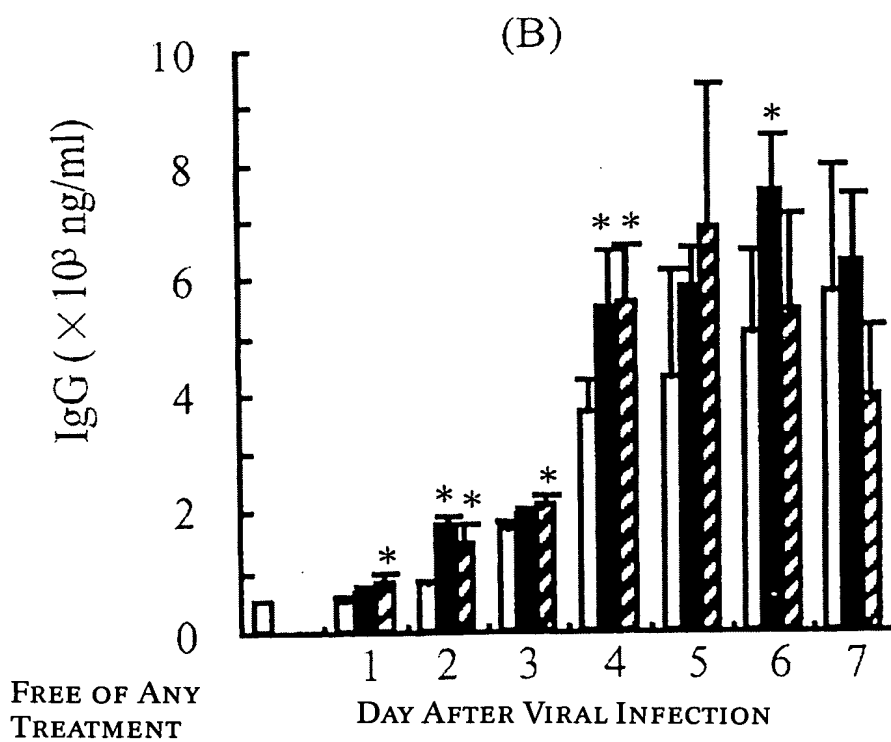 (B)
10
8
6
4
2
0
IgG (× 10³ ng/ml)
*
* *
*
* *
*
1 2 3 4 5 6 7
FREE OF ANY
TREATMENT
DAY AFTER VIRAL INFECTION